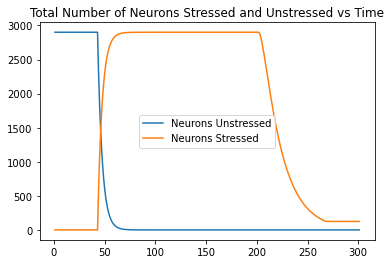 Total Number of Neurons Stressed and Unstressed vs Time
3000
2500
2000
1500
1000
500
0
Neurons Unstressed
Neurons Stressed
0 50 100 150 200 250 300